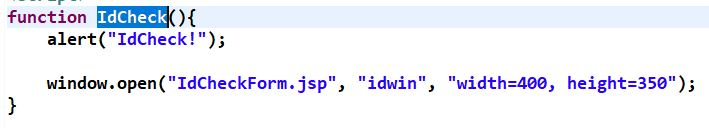 function IdCheck(){
    alert("IdCheck!");
    window.open("IdCheckForm.jsp", "idwin", "width=400, height=350");
}